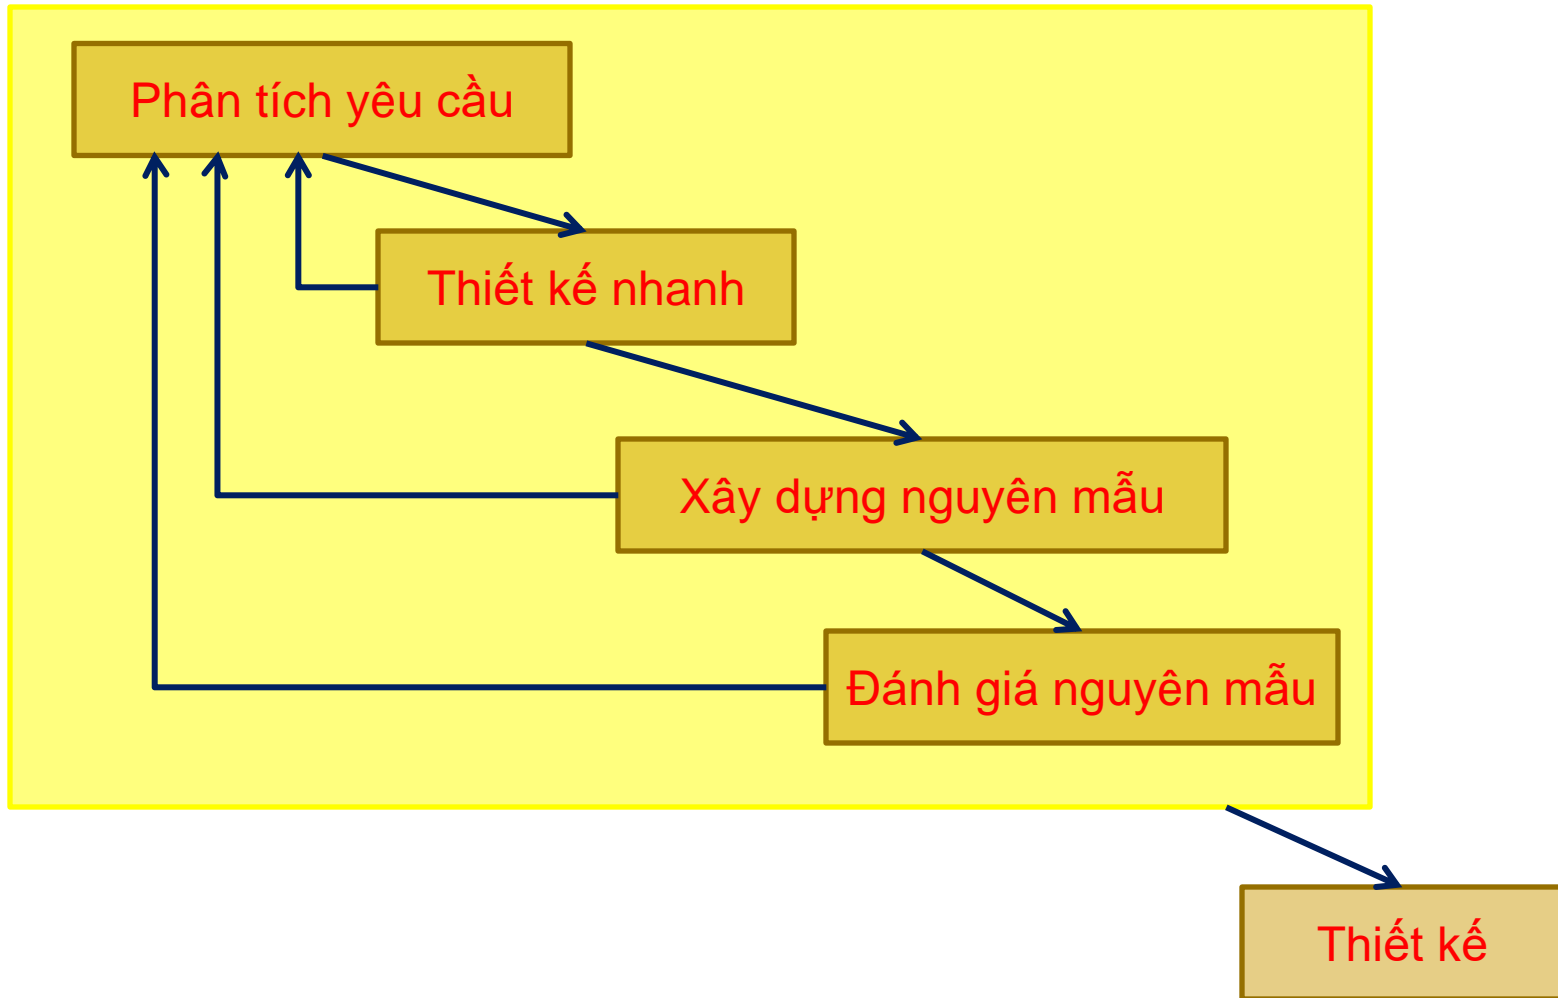 Phân tích yêu cầu
Thiết kế nhanh
Xây dựng nguyên mẫu
Đánh giá nguyên mẫu
Thiết kế